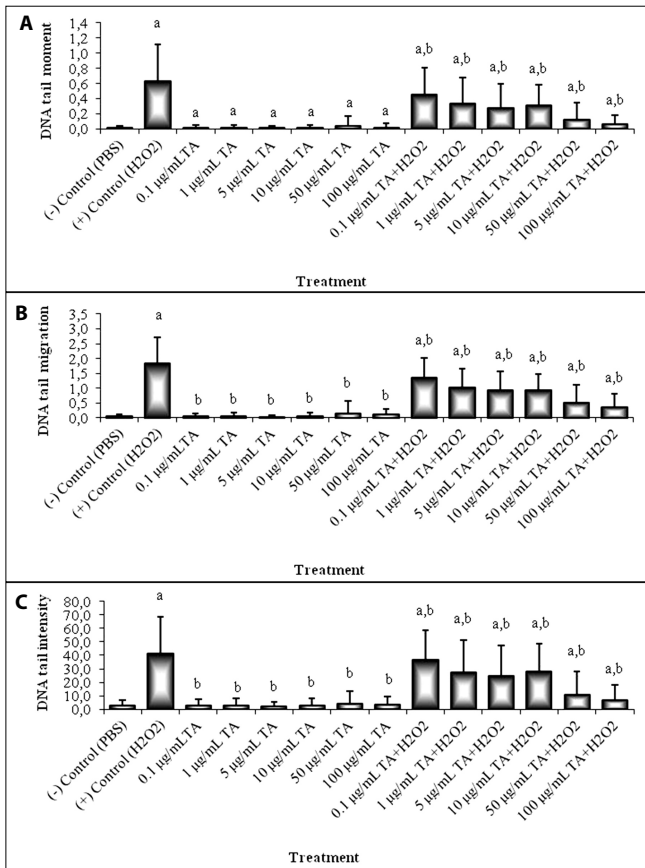 A
DNA tail moment
1,4
1,2
1,0
0,8
0,6
0,4
0,2
0,0
a
a
a
a
a
a
a
a,b
a,b
a,b
a,b
a,b
a,b
(-) Control (PBS)
(+) Control (H2O2)
0.1 µg/mL TA
1 µg/mL TA
5 µg/mL TA
10 µg/mL TA
50 µg/mL TA
100 µg/mL TA
0.1 µg/mL TA+H2O2
1 µg/mL TA+H2O2
5 µg/mL TA+H2O2
10 µg/mL TA+H2O2
50 µg/mL TA+H2O2
100 µg/mL TA+H2O2
Treatment
B
DNA tail migration
3,5
3,0
2,5
2,0
1,5
1,0
0,5
0,0
a
b
b
b
b
b
b
a,b
a,b
a,b
a,b
a,b
a,b
(-) Control (PBS)
(+) Control (H2O2)
0.1 µg/mL TA
1 µg/mL TA
5 µg/mL TA
10 µg/mL TA
50 µg/mL TA
100 µg/mL TA
0.1 µg/mL TA+H2O2
1 µg/mL TA+H2O2
5 µg/mL TA+H2O2
10 µg/mL TA+H2O2
50 µg/mL TA+H2O2
100 µg/mL TA+H2O2
Treatment
C
DNA tail intensity
80,0
70,0
60,0
50,0
40,0
30,0
20,0
10,0
0,0
a
b
b
b
b
b
b
a,b
a,b
a,b
a,b
a,b
a,b
(-) Control (PBS)
(+) Control (H2O2)
0.1 µg/mL TA
1 µg/mL TA
5 µg/mL TA
10 µg/mL TA
50 µg/mL TA
100 µg/mL TA
0.1 µg/mL TA+H2O2
1 µg/mL TA+H2O2
5 µg/mL TA+H2O2
10 µg/mL TA+H2O2
50 µg/mL TA+H2O2
100 µg/mL TA+H2O2
Treatment